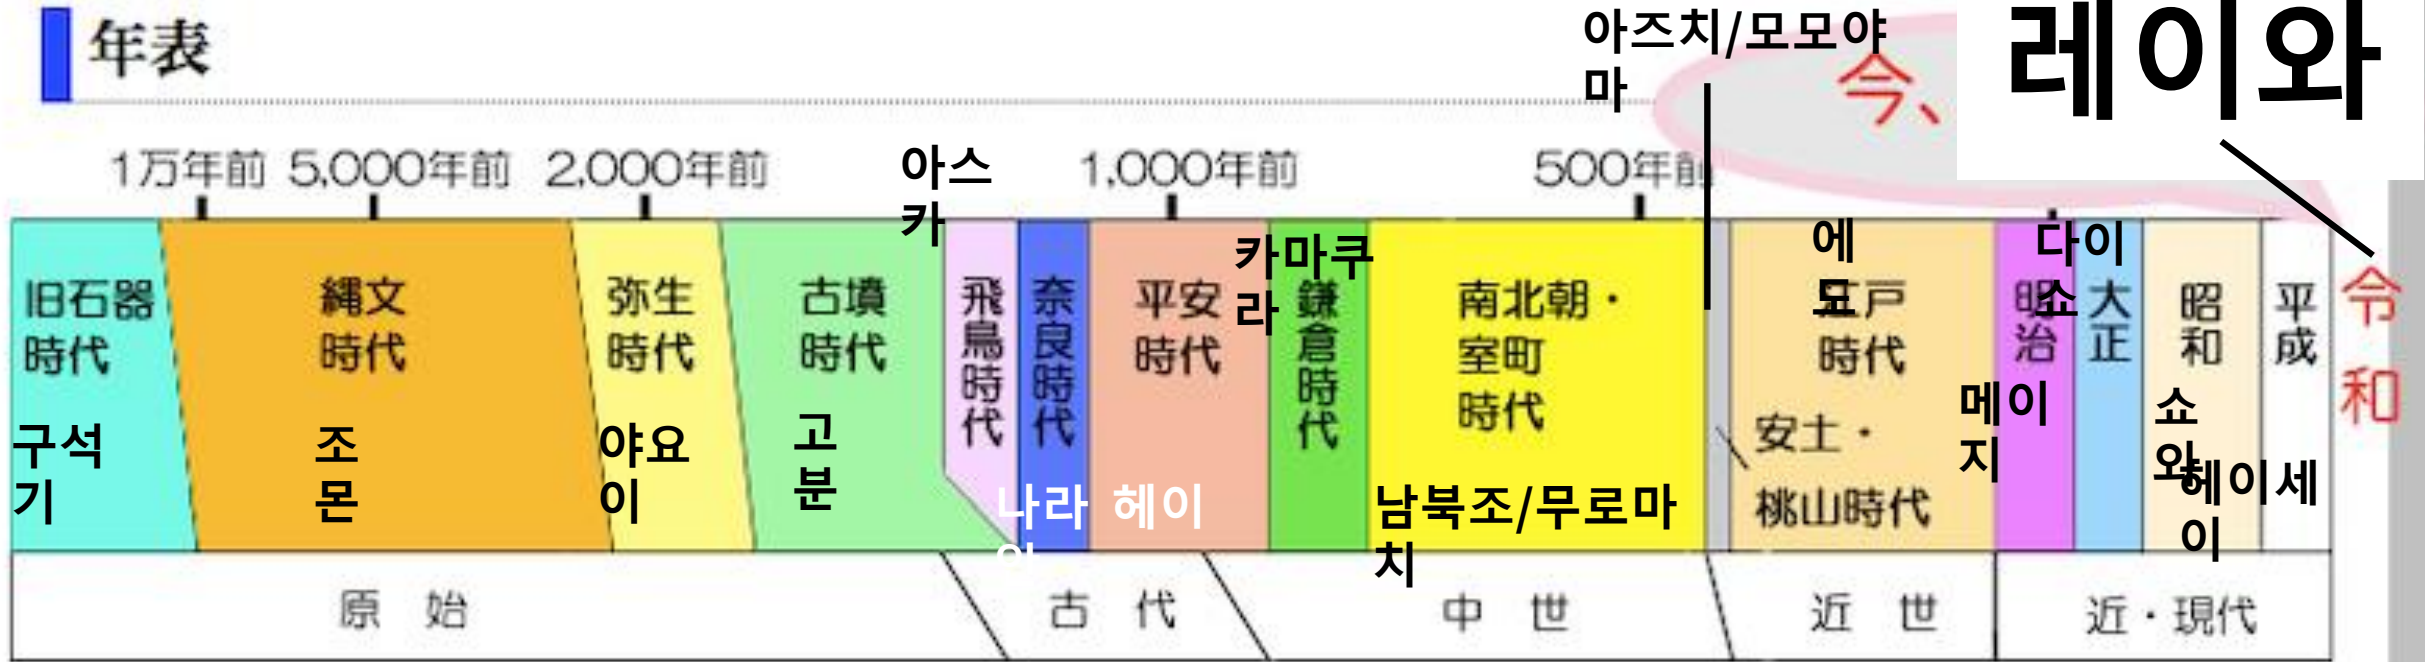 年表
아즈치/모모야
마
今、
레이와
1万年前 5,000年前 2,000年前
아스
카
1,000年前
500年前
旧石器
時代
구석
기
縄文
時代
조
몬
弥生
時代
야요
이
古墳
時代
고
분
飛鳥時代
奈良時代
나라 헤이
안
平安
時代
카마쿠
라
鎌倉時代
南北朝・
室町
時代
남북조/무로마
치
에
도
江戸
時代
安土・
桃山時代
明治
메이
지
다이
쇼
大正
昭和
쇼
와
平成
헤이세
이
令和
原始
古代
中世
近世
近・現代